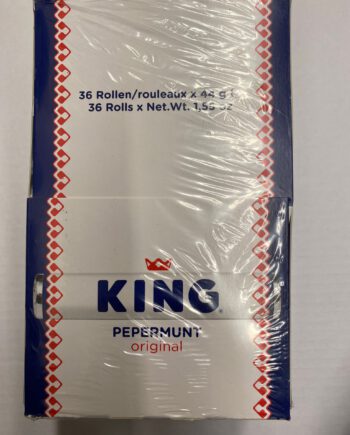 36 Rollen/rouleaux x 44 g
36 Rolls x Net.Wt. 1,55 oz
KING
PEPERMUNT
original